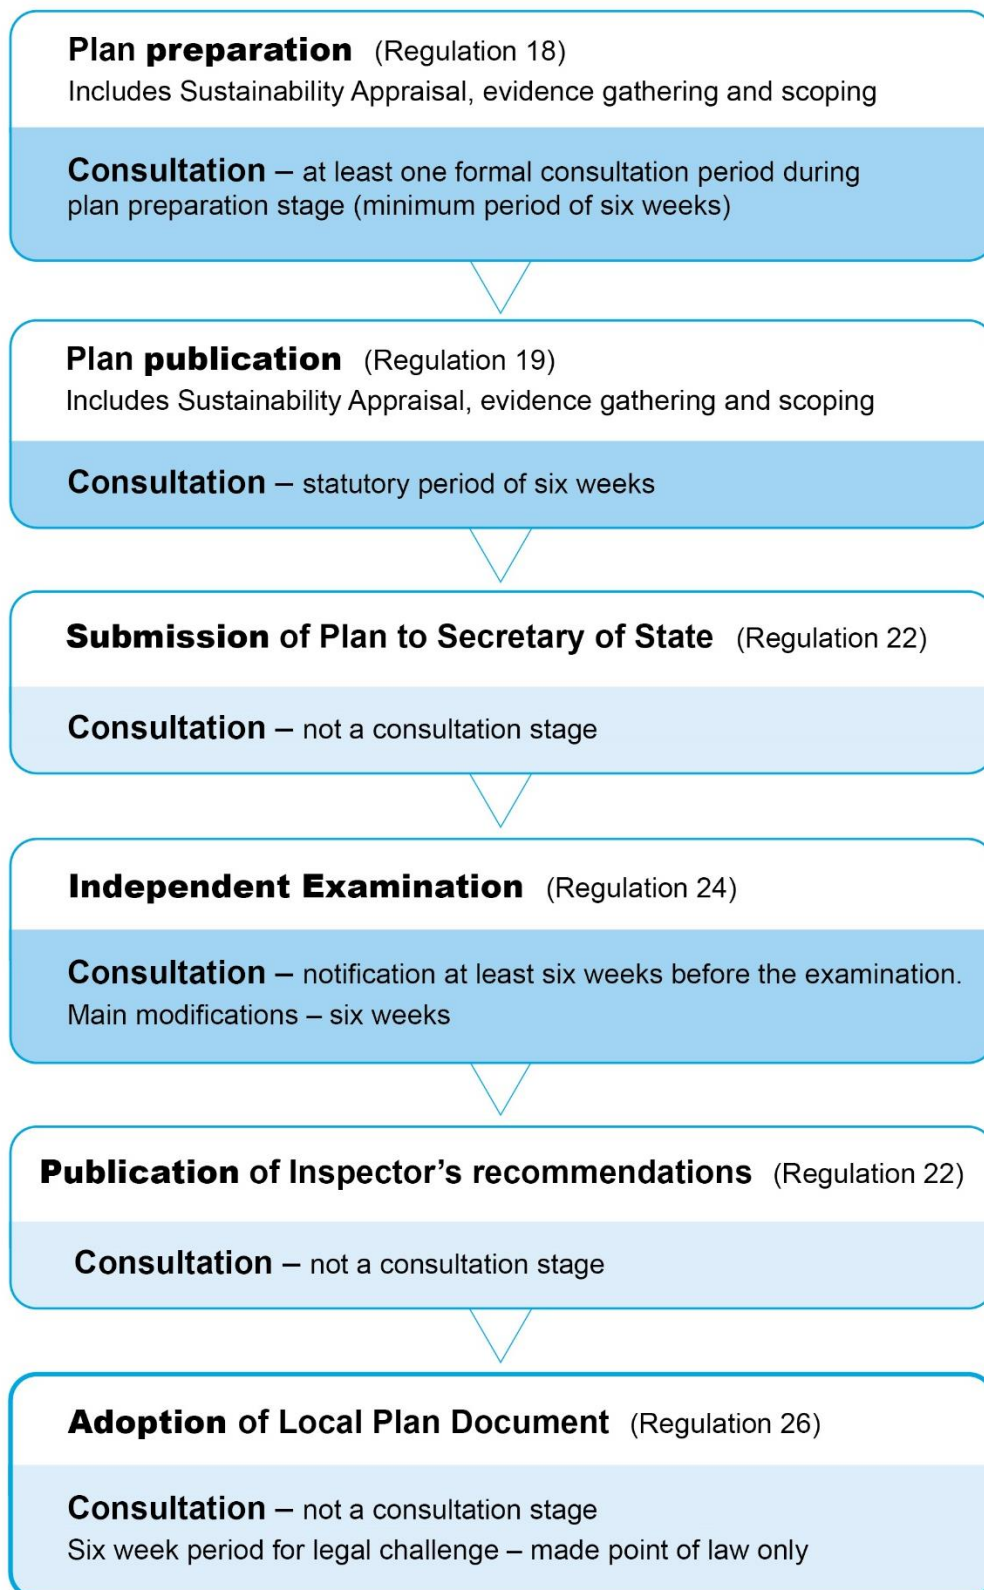 Plan preparation (Regulation 18)
Includes Sustainability Appraisal, evidence gathering and scoping
Consultation – at least one formal consultation period during
plan preparation stage (minimum period of six weeks)
Plan publication (Regulation 19)
Includes Sustainability Appraisal, evidence gathering and scoping
Consultation – statutory period of six weeks
Submission of Plan to Secretary of State (Regulation 22)
Consultation – not a consultation stage
Independent Examination (Regulation 24)
Consultation – notification at least six weeks before the examination.
Main modifications – six weeks
Publication of Inspector’s recommendations (Regulation 22)
Consultation – not a consultation stage
Adoption of Local Plan Document (Regulation 26)
Consultation – not a consultation stage
Six week period for legal challenge – made point of law only